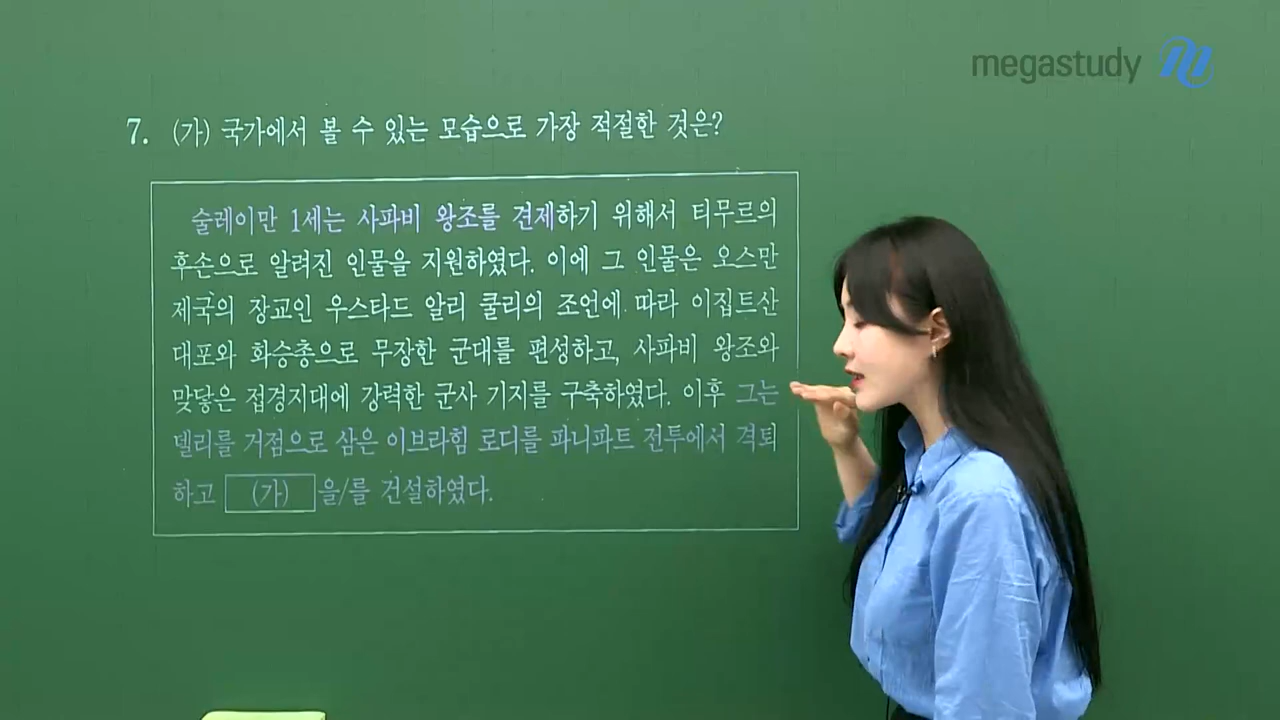 megastudy
7. (가) 국가에서 볼 수 있는 모습으로 가장 적절한 것은?
술레이만 1세는 사파비 왕조를 견제하기 위해서 티무르의
후손으로 알려진 인물을 지원하였다. 이에 그 인물은 오스만
제국의 장교인 우스타드 알리 쿨리의 조언에 따라 이집트산
대포와 화승총으로 무장한 군대를 편성하고, 사파비 왕조와
맞닿은 접경지대에 강력한 군사 기지를 구축하였다. 이후 그는
델리를 거점으로 삼은 이브라힘 로디를 파니파트 전투에서 격퇴
하고 (가) 을/를 건설하였다.